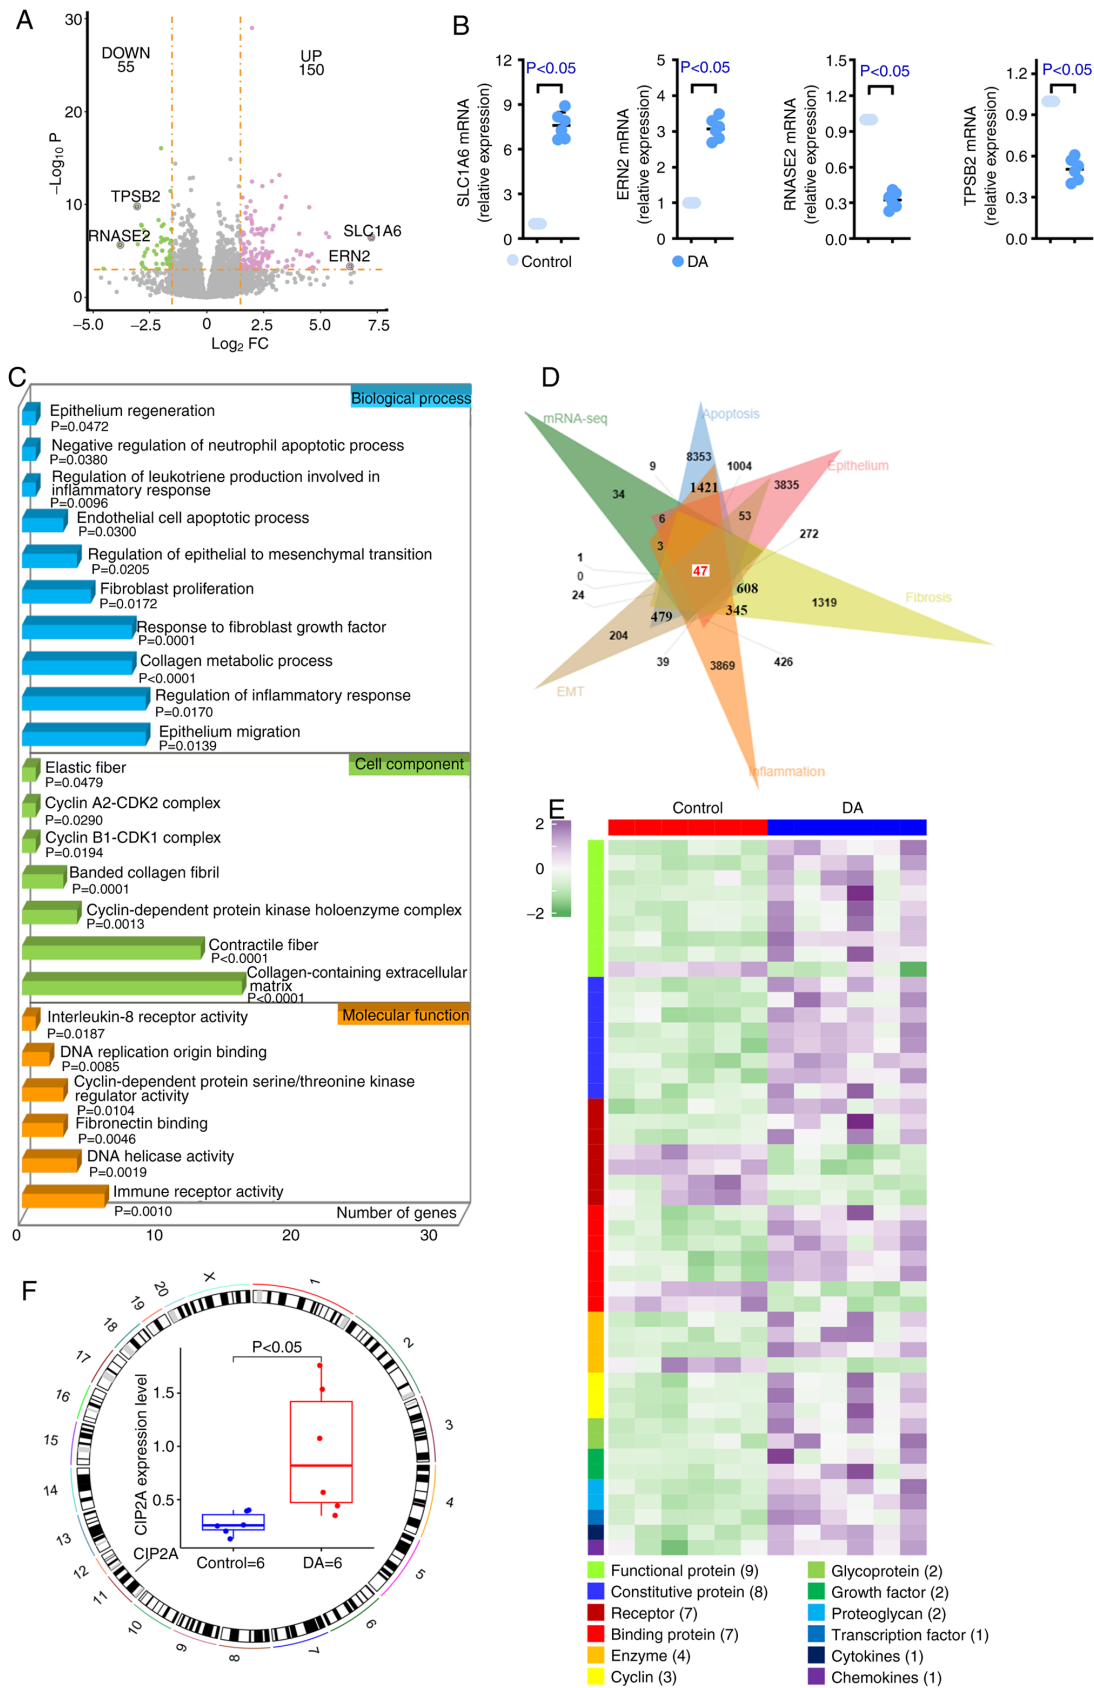 A
30
20
10
0
−Log10 P
DOWN
55
UP
150
TPSB2
RNASE2
SLC1A6
ERN2
−5.0
−2.5
0
2.5
5.0
7.5
Log2 FC
B
SLC1A6 mRNA
(relative expression)
12
9
6
3
0
P<0.05
ERN2 mRNA
(relative expression)
5
4
3
2
1
0
P<0.05
RNASE2 mRNA
(relative expression)
1.5
1.2
0.9
0.6
0.3
0.0
P<0.05
TPSB2 mRNA
(relative expression)
1.2
0.9
0.6
0.3
0.0
P<0.05
Control
DA
C
Biological process
Epithelium regeneration
P=0.0472
Negative regulation of neutrophil apoptotic process
P=0.0380
Regulation of leukotriene production involved in
inflammatory response
P=0.0096
Endothelial cell apoptotic process
P=0.0300
Regulation of epithelial to mesenchymal transition
P=0.0205
Fibroblast proliferation
P=0.0172
Response to fibroblast growth factor
P=0.0001
Collagen metabolic process
P<0.0001
Regulation of inflammatory response
P=0.0170
Epithelium migration
P=0.0139
Cell component
Elastic fiber
P=0.0479
Cyclin A2-CDK2 complex
P=0.0290
Cyclin B1-CDK1 complex
P=0.0194
Banded collagen fibril
P=0.0001
Cyclin-dependent protein kinase holoenzyme complex
P=0.0013
Contractile fiber
P<0.0001
Collagen-containing extracellular
matrix
P<0.0001
Molecular function
Interleukin-8 receptor activity
P=0.0187
DNA replication origin binding
P=0.0085
Cyclin-dependent protein serine/threonine kinase
regulator activity
P=0.0104
Fibronectin binding
P=0.0046
DNA helicase activity
P=0.0019
Immune receptor activity
P=0.0010
Number of genes
0
10
20
30
D
mRNA-seq
Apoptosis
Epithelium
Fibrosis
Inflammation
EMT
9
8353
1004
1421
3835
34
6
53
272
3
1
0
24
47
608
345
1319
479
204
39
3869
426
E
2
0
−2
Control
DA
Functional protein (9)
Constitutive protein (8)
Receptor (7)
Binding protein (7)
Enzyme (4)
Cyclin (3)
Glycoprotein (2)
Growth factor (2)
Proteoglycan (2)
Transcription factor (1)
Cytokines (1)
Chemokines (1)
F
1
2
3
4
5
6
7
8
9
10
11
12
13
14
15
16
17
18
19
20
X
CIP2A
CIP2A expression level
1.5
1.0
0.5
P<0.05
Control=6
DA=6